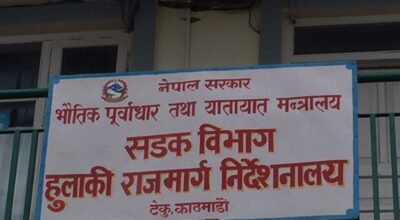 नेपाल सरकार
भौतिक पूर्वाधार तथा यातायात मन्त्रालय
सडक विभाग
हुलाकी राजमार्ग निर्देशनालय
टेकु, काठमाडौं